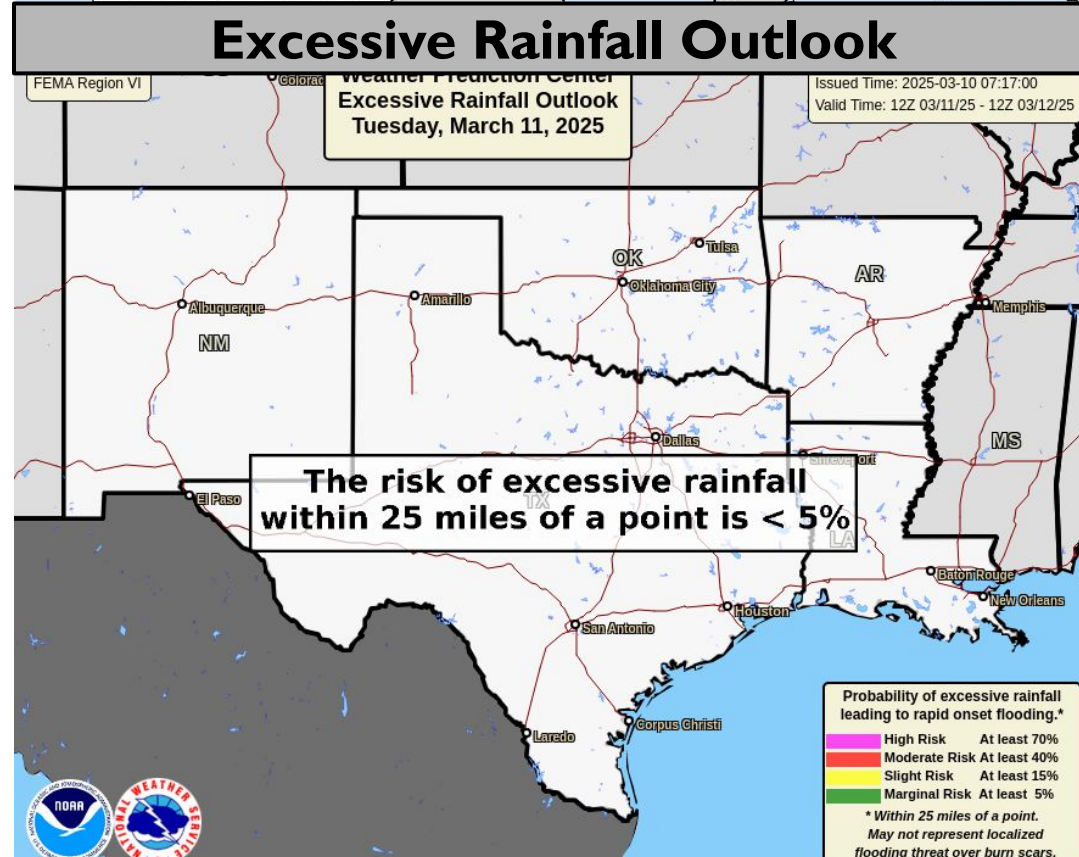 Excessive Rainfall Outlook
FEMA Region VI
Weather Prediction Center
Excessive Rainfall Outlook
Tuesday, March 11, 2025
Issued Time: 2025-03-10 07:17:00
Valid Time: 12Z 03/11/25 - 12Z 03/12/25
Colorad
Tulsa
OK
Oklahoma City
AR
Albuquerque
Amarillo
Memphis
NM
Dallas
MS
Shreveport
The risk of excessive rainfall
within 25 miles of a point is < 5%
El Paso
TX
LA
Baton Rouge
New Orleans
Houston
San Antonio
Corpus Christi
Laredo
Probability of excessive rainfall
leading to rapid onset flooding.*
High Risk At least 70%
Moderate Risk At least 40%
Slight Risk At least 15%
Marginal Risk At least 5%
* Within 25 miles of a point.
May not represent localized
flooding threat over burn scars.
NOAA
NATIONAL WEATHER SERVICE